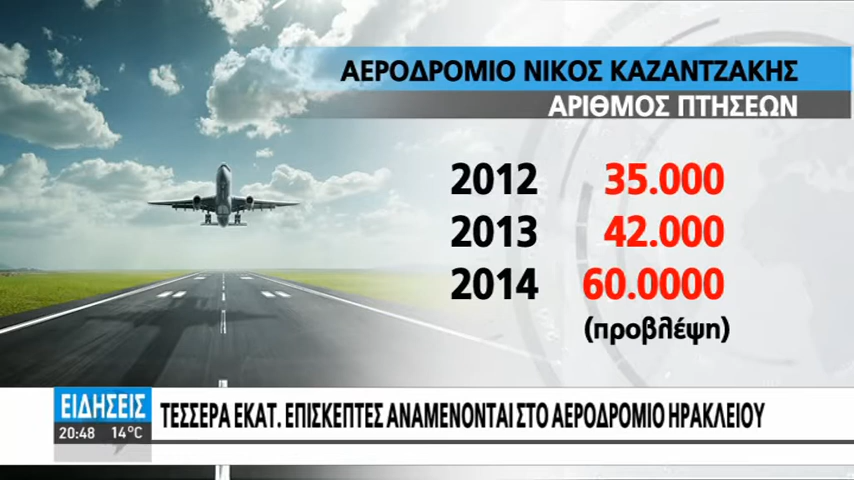 ΑΕΡΟΔΡΟΜΙΟ ΝΙΚΟΣ ΚΑΖΑΝΤΖΑΚΗΣ
ΑΡΙΘΜΟΣ ΠΤΗΣΕΩΝ
2012 35.000
2013 42.000
2014 60.0000
(προβλέψη)
ΕΙΔΗΣΕΙΣ ΤΕΣΣΕΡΑ ΕΚΑΤ. ΕΠΙΣΚΕΠΤΕΣ ΑΝΑΜΕΝΟΝΤΑΙ ΣΤΟ ΑΕΡΟΔΡΟΜΙΟ ΗΡΑΚΛΕΙΟΥ
20:48 14°C